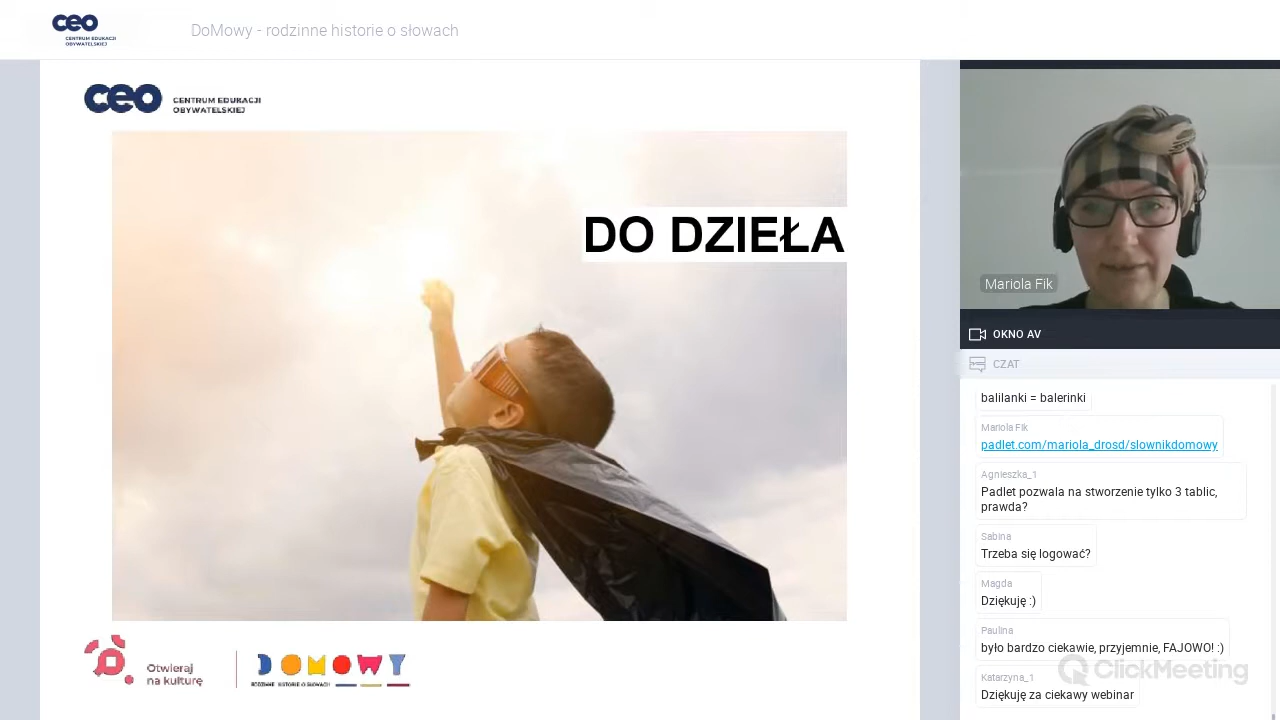 ceo
CENTRUM EDUKACJI
OBYWATELSKIEJ
DoMowy - rodzinne historie o słowach
ceo
CENTRUM EDUKACJI
OBYWATELSKIEJ
DO DZIEŁA
Otwieraj
na kulturę
DOMOWY
RODZINNE HISTORIE O SŁOWACH
Mariola Fik
OKNO AV
CZAT
balilanki = balerinki
Mariola Fik
padlet.com/mariola_drosd/slownikdomowy
Agnieszka_1
Padlet pozwala na stworzenie tylko 3 tablic,
prawda?
Sabina
Trzeba się logować?
Magda
Dziękuję :)
Paulina
było bardzo ciekawie, przyjemnie, FAJOWO! :)
ClickMeeting
Katarzyna_1
Dziękuję za ciekawy webinar